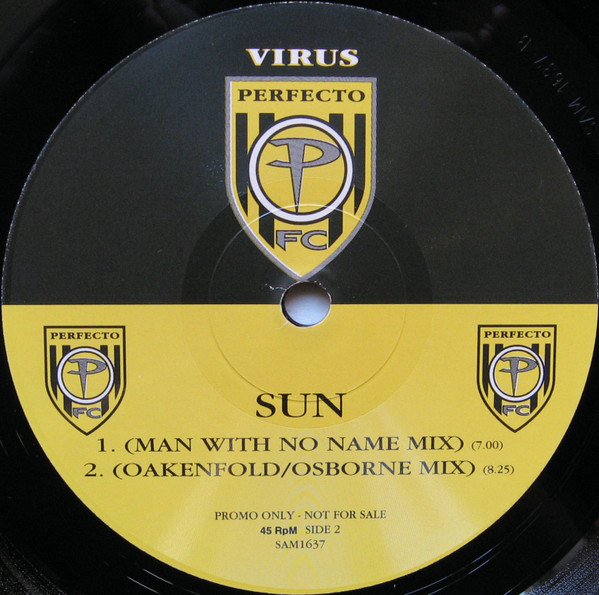 VIRUS
PERFECTO
P
FC
PERFECTO
P
FC
PERFECTO
P
FC
SUN
1. (MAN WITH NO NAME MIX) (7.00)
2. (OAKENFOLD/OSBORNE MIX) (8.25)
PROMO ONLY - NOT FOR SALE
45 RpM SIDE 2
SAM1637